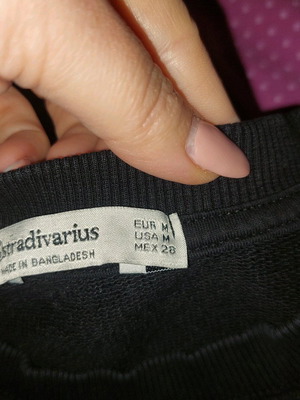 stradivarius
MADE IN BANGLADESH
EUR M
USA M
MEX 28